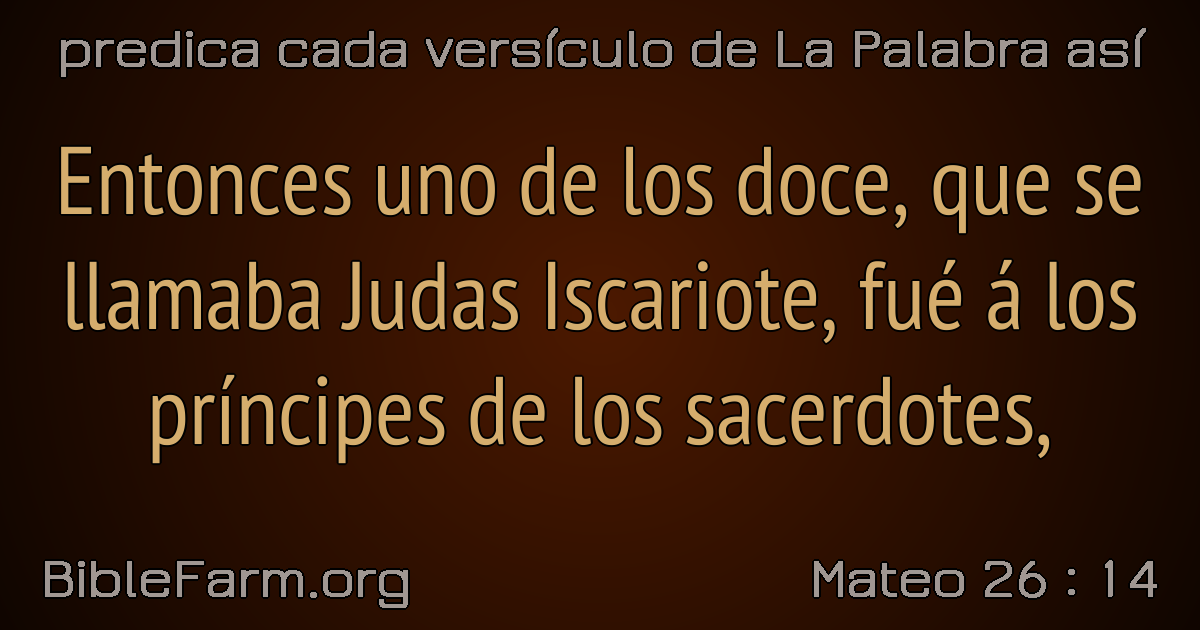 predica cada versículo de La Palabra así
Entonces uno de los doce, que se
llamaba Judas Iscariote, fué á los
príncipes de los sacerdotes,
BibleFarm.org
Mateo 26 : 14